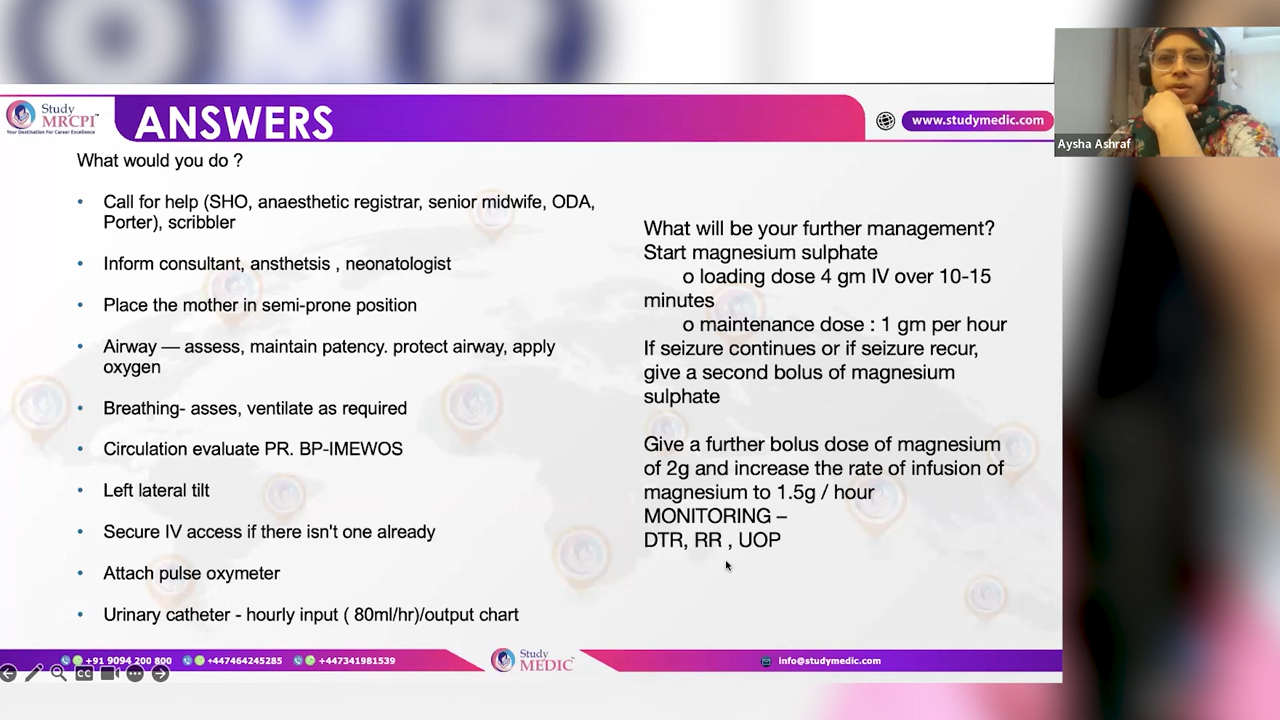 Study
MRCPI™
Your Destination For Career Excellence
ANSWERS
www.studymedic.com
Aysha Ashraf
What would you do ?
• Call for help (SHO, anaesthetic registrar, senior midwife, ODA,
Porter), scribbler
• Inform consultant, ansthetsis , neonatologist
• Place the mother in semi-prone position
• Airway — assess, maintain patency. protect airway, apply
oxygen
• Breathing- asses, ventilate as required
• Circulation evaluate PR. BP-IMEWOS
• Left lateral tilt
• Secure IV access if there isn't one already
• Attach pulse oxymeter
• Urinary catheter - hourly input ( 80ml/hr)/output chart
What will be your further management?
Start magnesium sulphate
o loading dose 4 gm IV over 10-15
minutes
o maintenance dose : 1 gm per hour
If seizure continues or if seizure recur,
give a second bolus of magnesium
sulphate
Give a further bolus dose of magnesium
of 2g and increase the rate of infusion of
magnesium to 1.5g / hour
MONITORING –
DTR, RR , UOP
+91 9094 200 800
+447464245285
+447341981539
Study
MEDIC
info@studymedic.com
CC